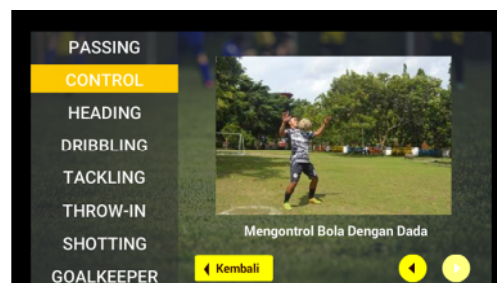 PASSING
CONTROL
HEADING
DRIBBLING
TACKLING
THROW-IN
SHOTTING
GOALKEEPER
Mengontrol Bola Dengan Dada
Kembali